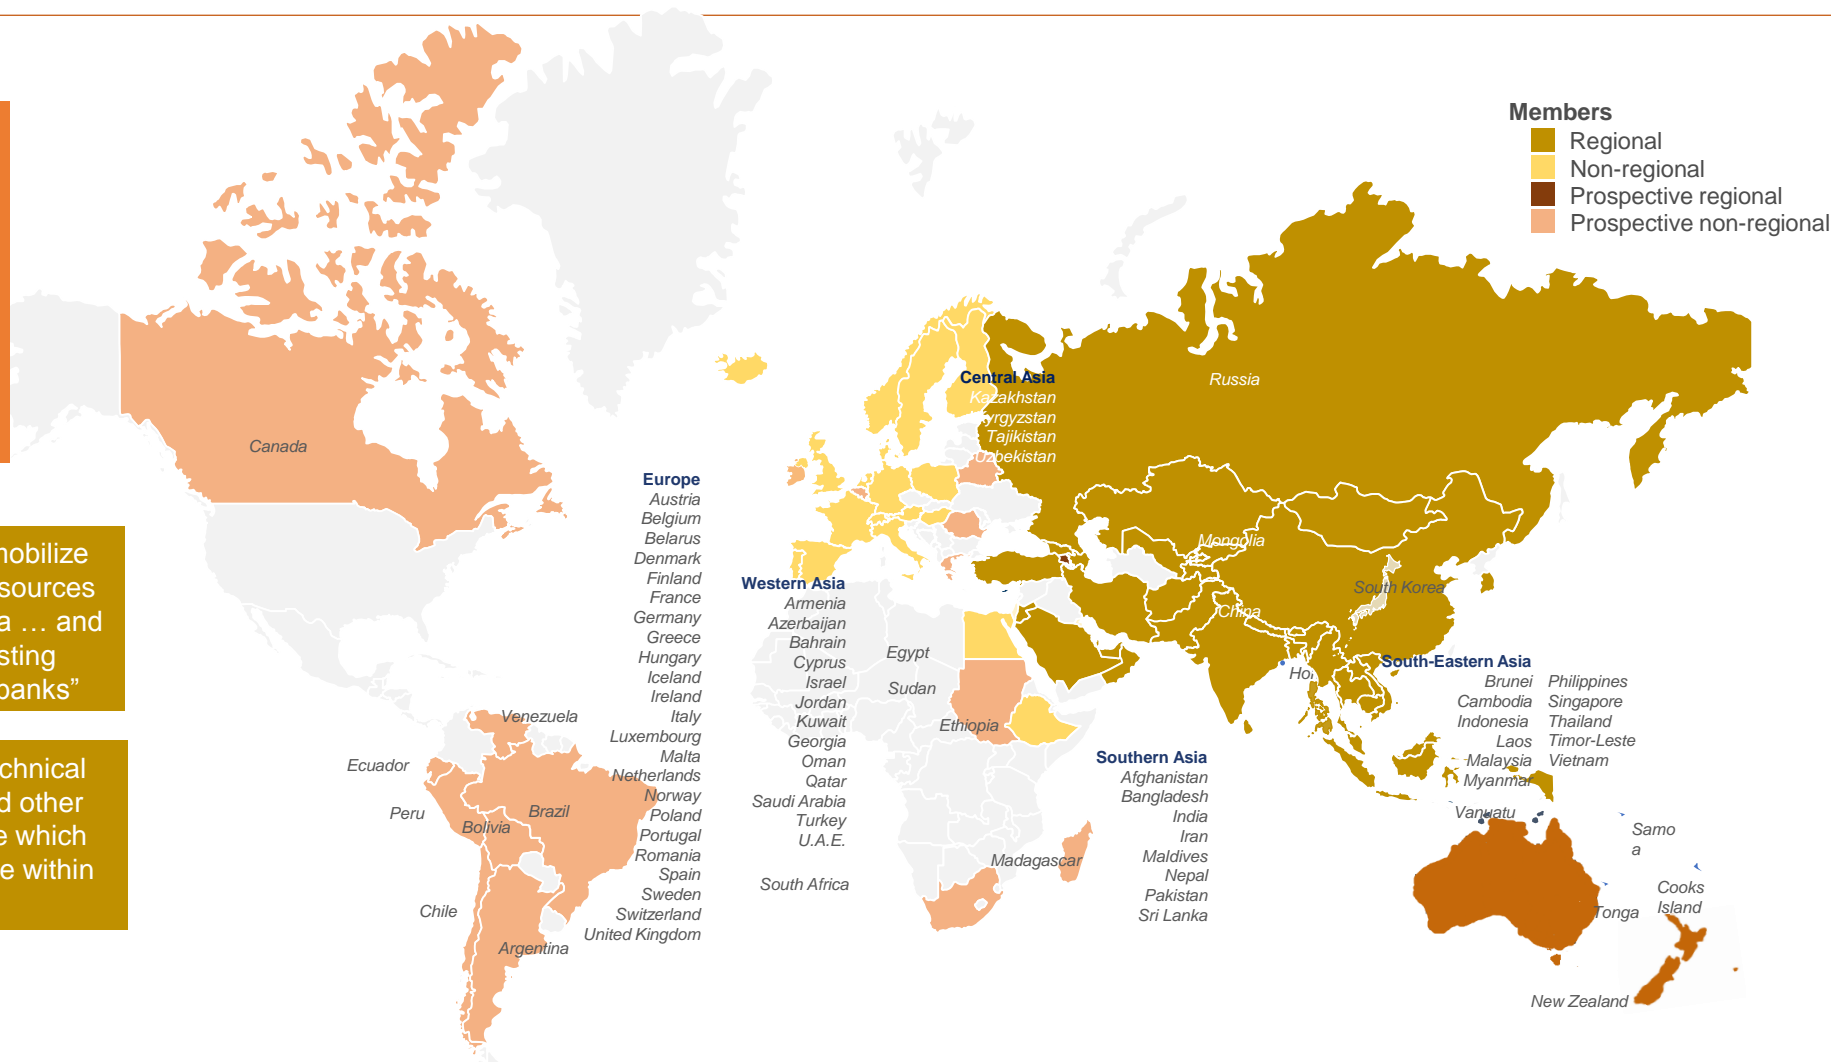 Members
Regional
Non-regional
Prospective regional
Prospective non-regional
mobilize
sources
a … and
sting
banks”
chnical
d other
e which
e within
Canada
Russia
Central Asia
Kazakhstan
Kyrgyzstan
Tajikistan
Uzbekistan
Mongolia
South Korea
China
Europe
Austria
Belgium
Belarus
Denmark
Finland
France
Germany
Greece
Hungary
Iceland
Ireland
Italy
Luxembourg
Malta
Netherlands
Norway
Poland
Portugal
Romania
Spain
Sweden
Switzerland
United Kingdom
Western Asia
Armenia
Azerbaijan
Bahrain
Cyprus
Israel
Jordan
Kuwait
Georgia
Oman
Qatar
Saudi Arabia
Turkey
U.A.E.
South Africa
Egypt
Sudan
Ethiopia
Madagascar
Venezuela
Ecuador
Peru
Brazil
Bolivia
Chile
Argentina
Southern Asia
Afghanistan
Bangladesh
India
Iran
Maldives
Nepal
Pakistan
Sri Lanka
South-Eastern Asia
Brunei Philippines
Cambodia Singapore
Indonesia Thailand
Laos Timor-Leste
Malaysia Vietnam
Myanmar
Vanuatu
Samo
a
Cooks
Island
Tonga
New Zealand